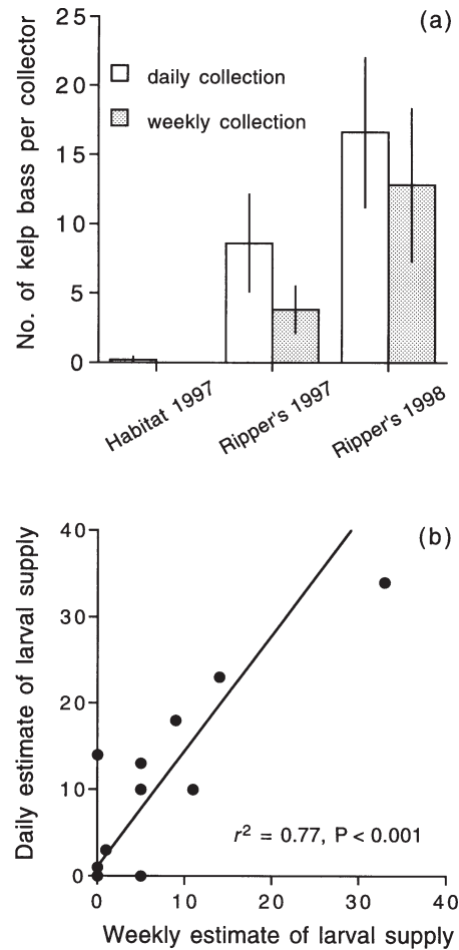 (a)
No. of kelp bass per collector
25
20
15
10
5
0
daily collection
weekly collection
Habitat 1997
Ripper's 1997
Ripper's 1998
(b)
Daily estimate of larval supply
40
30
20
10
0
r² = 0.77, P < 0.001
0 10 20 30 40
Weekly estimate of larval supply